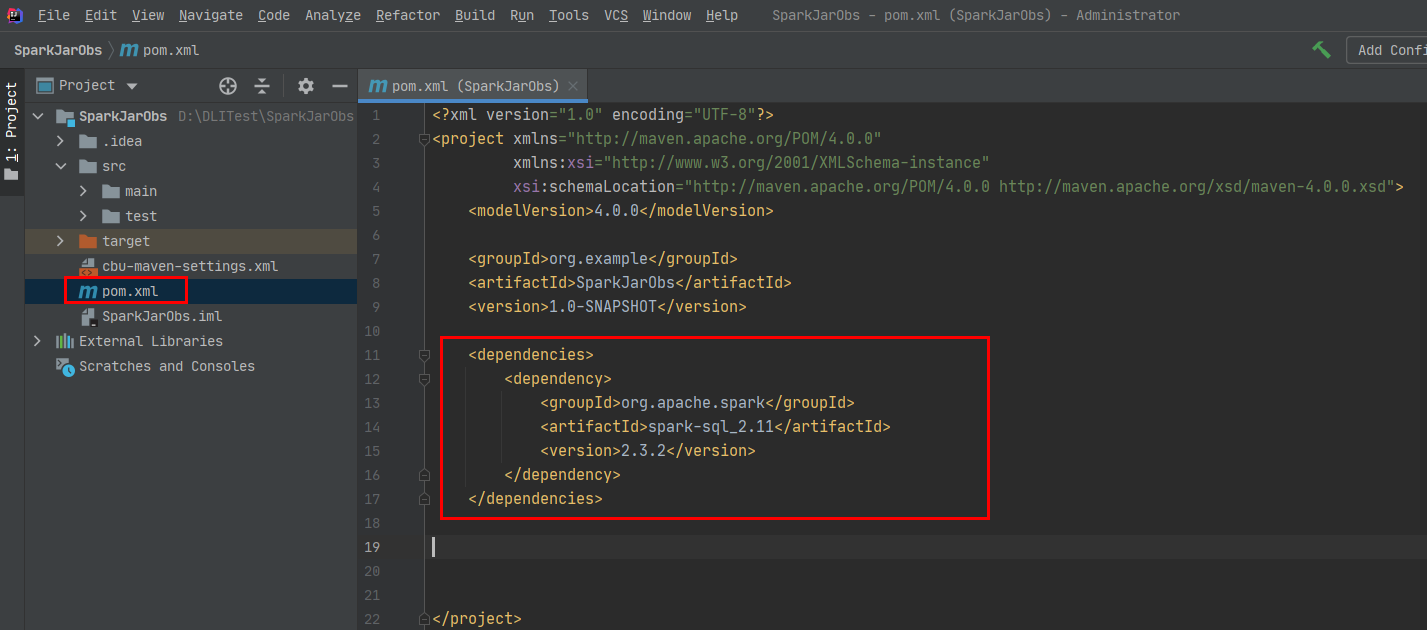 File Edit View Navigate Code Analyze Refactor Build Run Tools VCS Window Help SparkJarObs - pom.xml (SparkJarObs) - Administrator
SparkJarObs m pom.xml Add Confi
1: Project
Project
SparkJarObs D:\DLITest\SparkJarObs
.idea
src
main
test
target
cbu-maven-settings.xml
m pom.xml
SparkJarObs.iml
External Libraries
Scratches and Consoles
m pom.xml (SparkJarObs)
1 <?xml version="1.0" encoding="UTF-8"?>
2 <project xmlns="http://maven.apache.org/POM/4.0.0"
3 xmlns:xsi="http://www.w3.org/2001/XMLSchema-instance"
4 xsi:schemaLocation="http://maven.apache.org/POM/4.0.0 http://maven.apache.org/xsd/maven-4.0.0.xsd">
5 <modelVersion>4.0.0</modelVersion>
6
7 <groupId>org.example</groupId>
8 <artifactId>SparkJarObs</artifactId>
9 <version>1.0-SNAPSHOT</version>
10
11 <dependencies>
12 <dependency>
13 <groupId>org.apache.spark</groupId>
14 <artifactId>spark-sql_2.11</artifactId>
15 <version>2.3.2</version>
16 </dependency>
17 </dependencies>
18
19
20
21
22 </project>